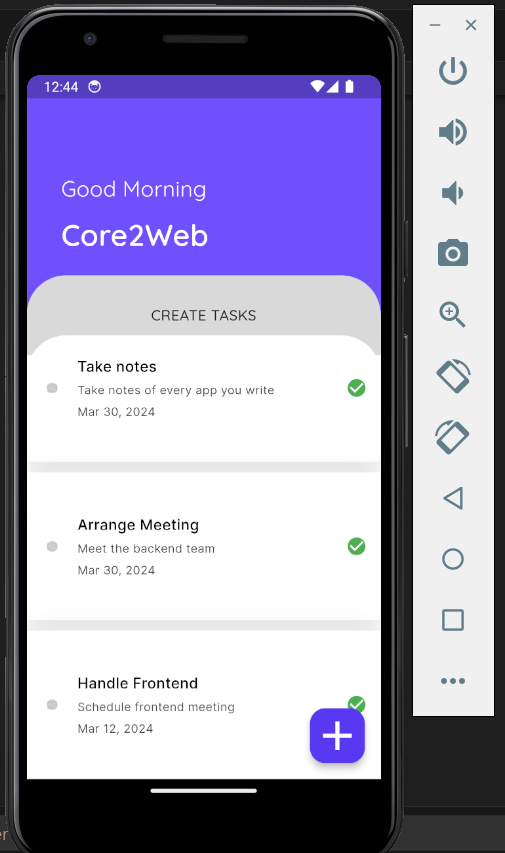 12:44
Good Morning
Core2Web
CREATE TASKS
Take notes
Take notes of every app you write
Mar 30, 2024
Arrange Meeting
Meet the backend team
Mar 30, 2024
Handle Frontend
Schedule frontend meeting
Mar 12, 2024
er